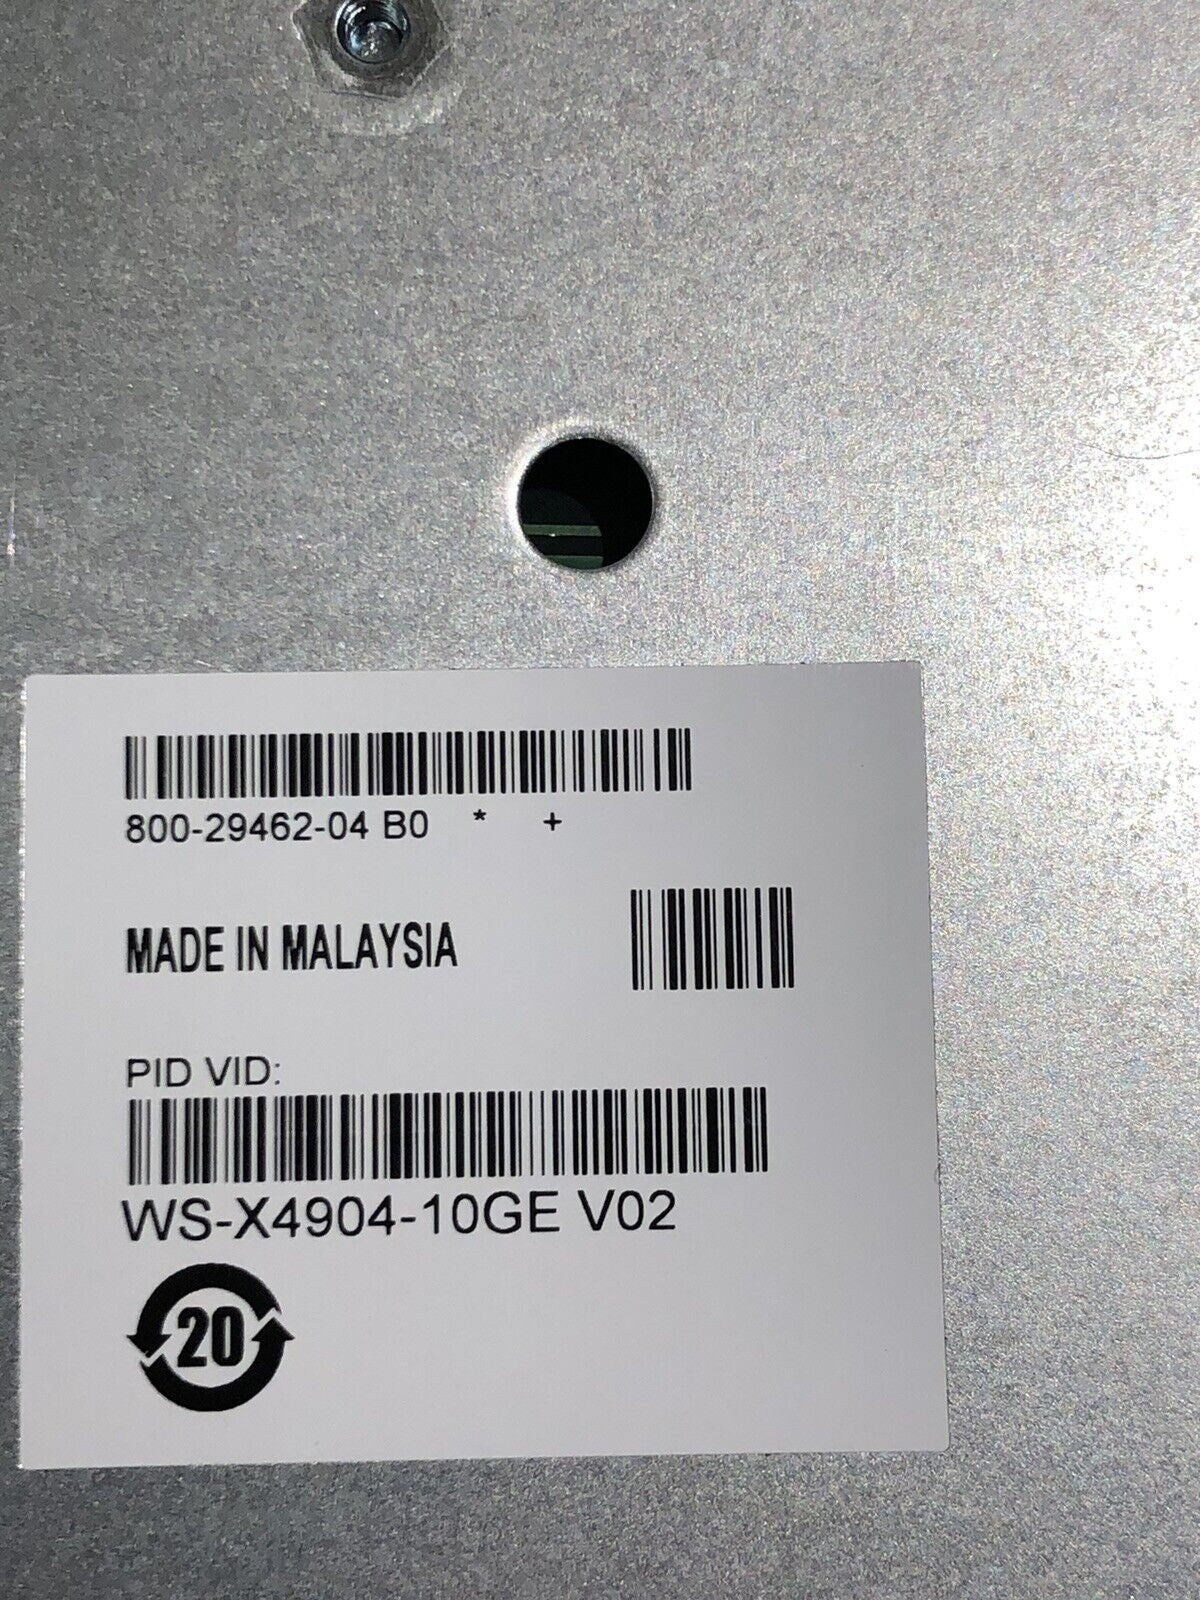 800-29462-04 B0 * +
MADE IN MALAYSIA
PID VID:
WS-X4904-10GE V02
20